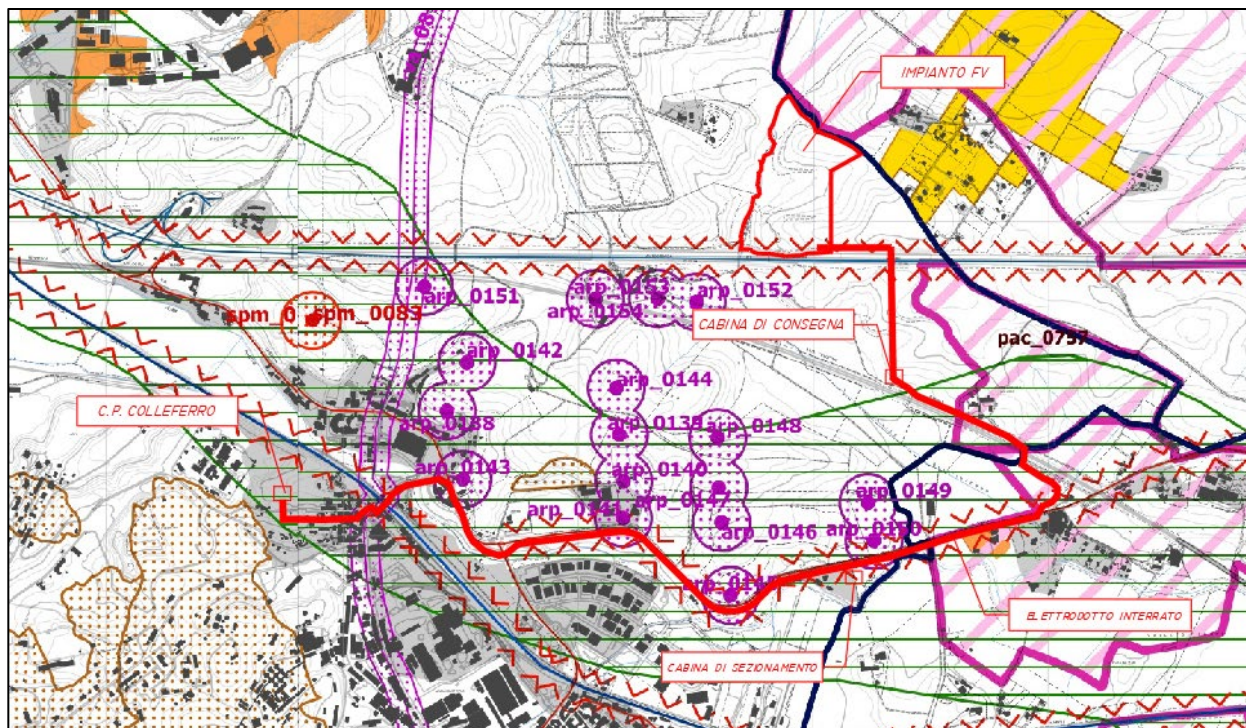 IMPIANTO FV
arp_0151
arp_0153
arp_0152
arp_0154
spm_0
spm_0083
CABINA DI CONSEGNA
pac_0757
arp_0142
arp_0144
C.P. COLLEFERRO
arp_0138
arp_0139
arp_0148
arp_0143
arp_0140
arp_0147
arp_0149
arp_0141
arp_0146
arp_0150
ELETTRODOTTO INTERRATO
CABINA DI SEZIONAMENTO